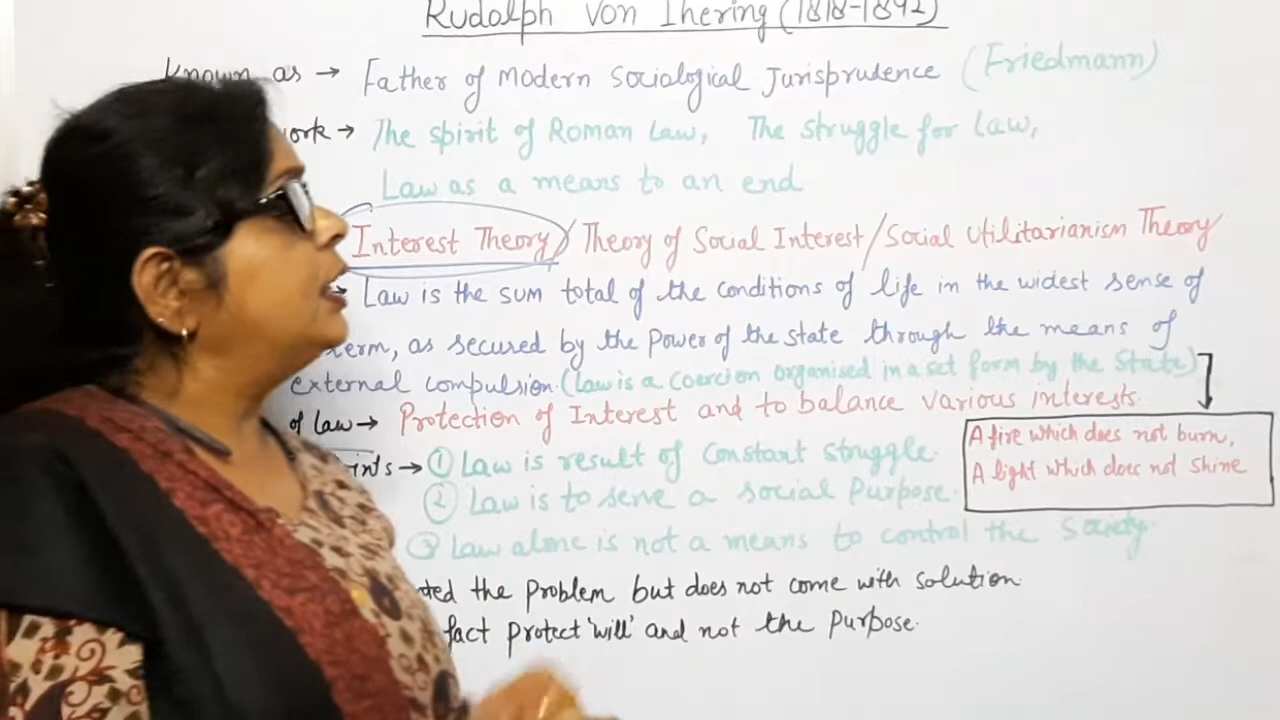 Rudolph Von Ihering (1818-1892)
Known as → Father of Modern Sociological Jurisprudence (Friedmann)
work → The spirit of Roman Law, The struggle for Law,
Law as a means to an end
Interest Theory / Theory of Social Interest / Social Utilitarianism Theory
Law is the sum total of the conditions of life in the widest sense of
term, as secured by the Power of the state through the means of
external compulsion. (Law is a Coercion organised in a set form by the State)
of law → Protection of Interest and to balance various interests.
ints → ① Law is result of Constant struggle.
② Law is to serve a social Purpose.
③ Law alone is not a means to control the Society.
A fire which does not burn,
A light which does not shine
ted the Problem but does not come with solution.
fact Protect 'will' and not the Purpose.